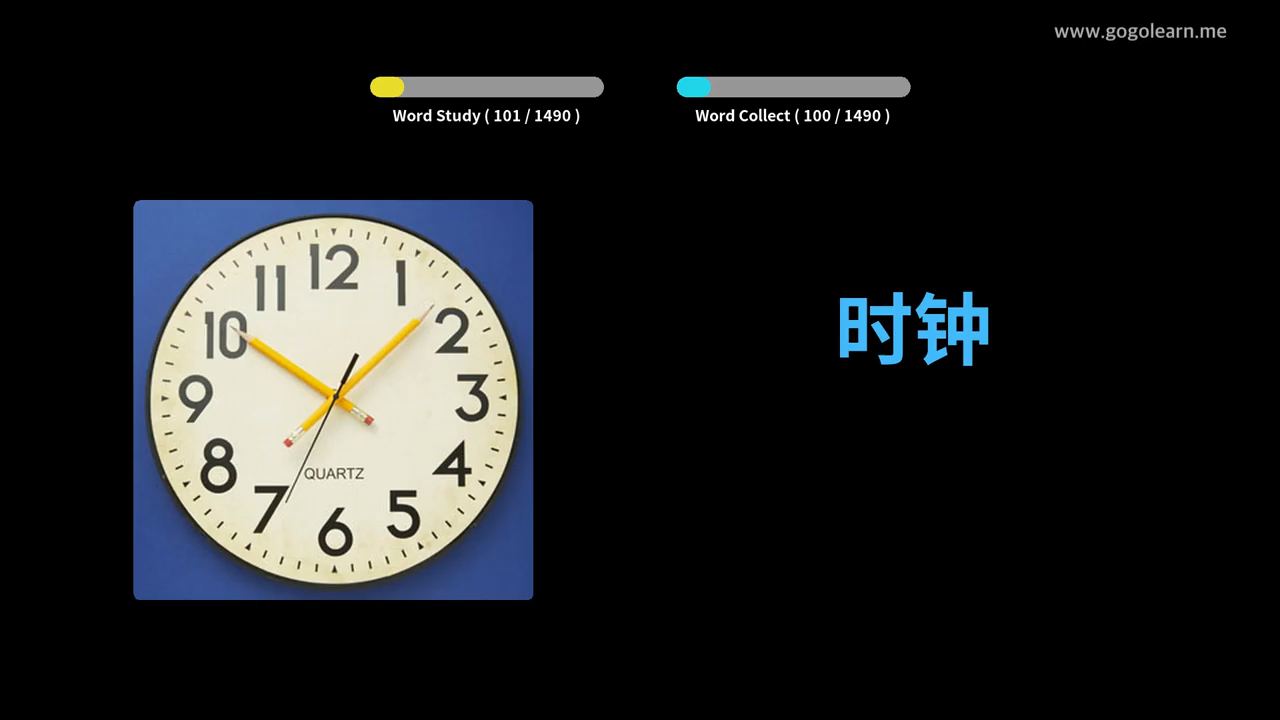 www.gogolearn.me
Word Study ( 101 / 1490 )
Word Collect ( 100 / 1490 )
12
11
1
10
2
9
3
8
4
7
5
6
QUARTZ
时钟